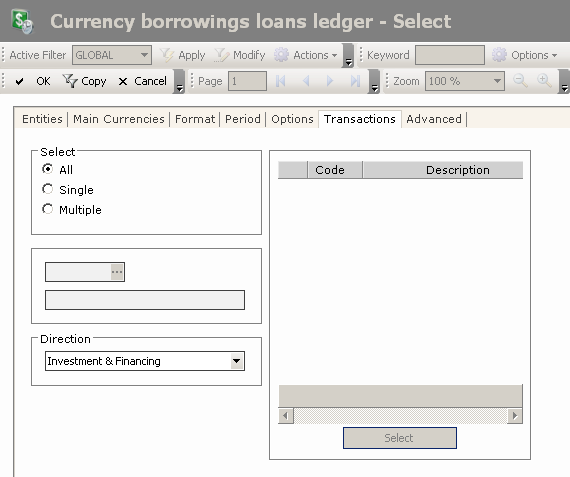 Currency borrowings loans ledger - Select
Active Filter GLOBAL Apply Modify Actions Keyword Options
OK Copy Cancel Page 1 Zoom 100 %
Entities Main Currencies Format Period Options Transactions Advanced
Select
All
Single
Multiple
Direction
Investment & Financing
Code Description
Select